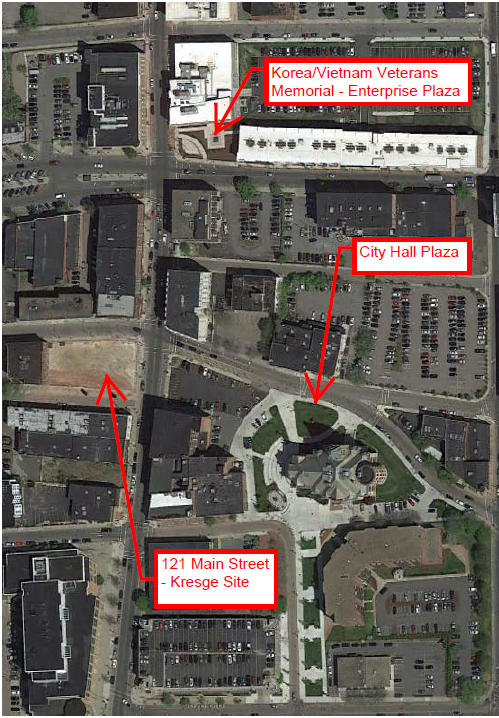 Korea/Vietnam Veterans
Memorial - Enterprise Plaza
City Hall Plaza
121 Main Street
- Kresge Site